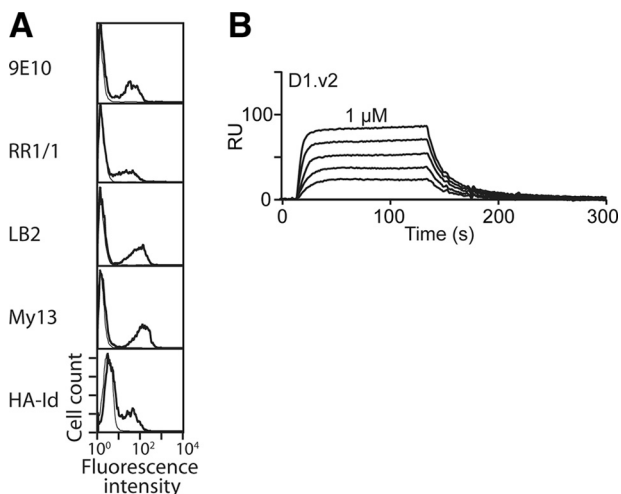 A
9E10
RR1/1
LB2
My13
HA-Id
Cell count
10⁰ 10² 10⁴
Fluorescence
intensity
B
D1.v2
1 μM
100
RU
0
0 100 200 300
Time (s)